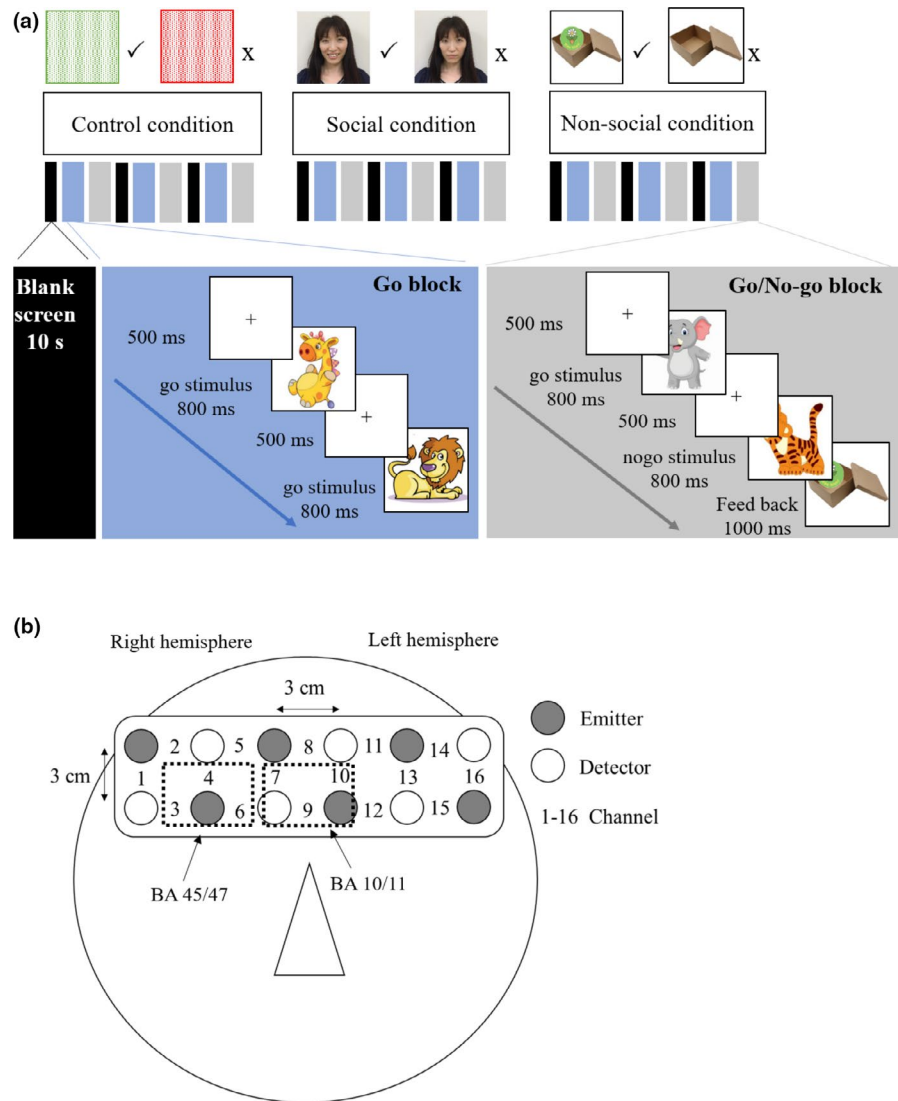 (a)
✓ x ✓ x ✓ x
Control condition
Social condition
Non-social condition
Blank
screen
10 s
Go block
+
500 ms
go stimulus
800 ms
+
500 ms
go stimulus
800 ms
Go/No-go block
+
500 ms
go stimulus
800 ms
+
500 ms
nogo stimulus
800 ms
Feed back
1000 ms
(b)
Right hemisphere
Left hemisphere
3 cm
3 cm
2 5 8 11 14
1 4 7 10 13 16
3 6 9 12 15
BA 45/47
BA 10/11
Emitter
Detector
1-16 Channel